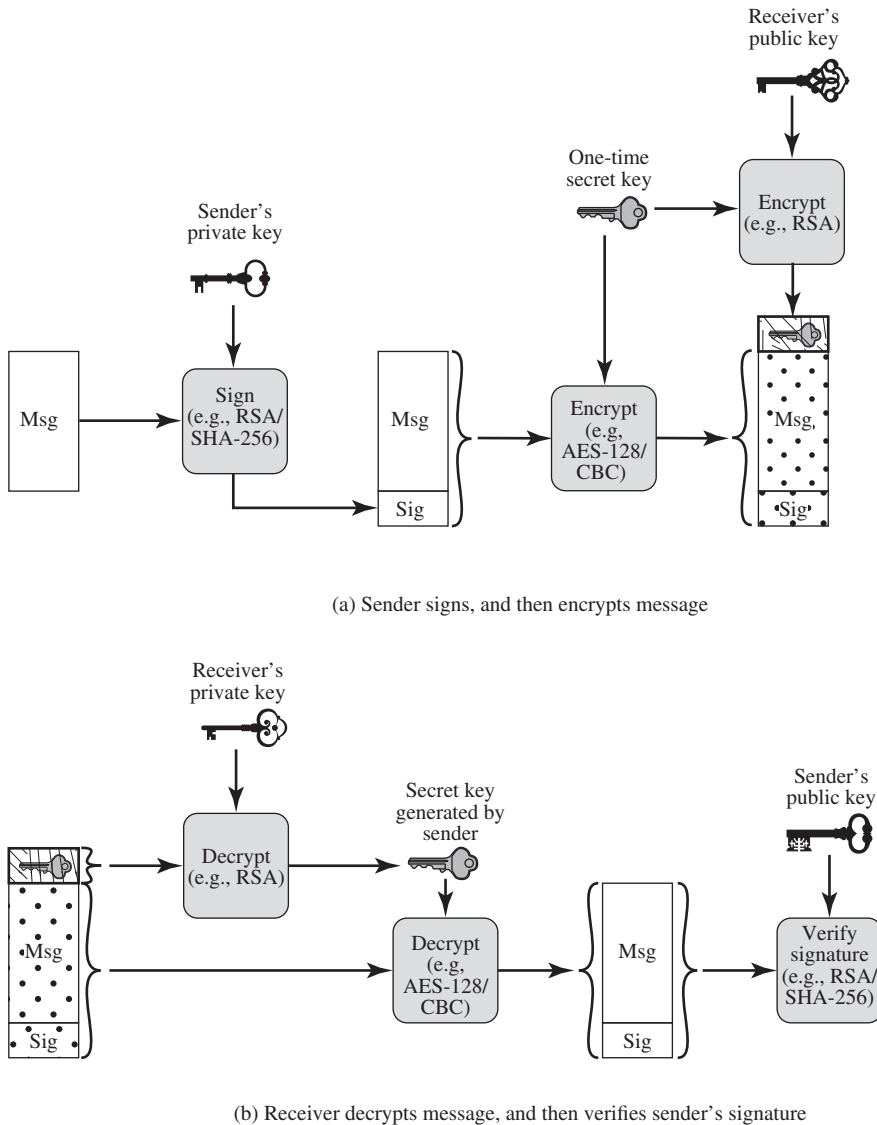 Receiver's
public key
One-time
secret key
Encrypt
(e.g., RSA)
Sender's
private key
Msg
Sign
(e.g., RSA/
SHA-256)
Msg
Sig
Encrypt
(e.g,
AES-128/
CBC)
Msg
Sig
(a) Sender signs, and then encrypts message
Receiver's
private key
Secret key
generated by
sender
Sender's
public key
Decrypt
(e.g., RSA)
Msg
Sig
Decrypt
(e.g,
AES-128/
CBC)
Msg
Sig
Verify
signature
(e.g., RSA/
SHA-256)
(b) Receiver decrypts message, and then verifies sender's signature